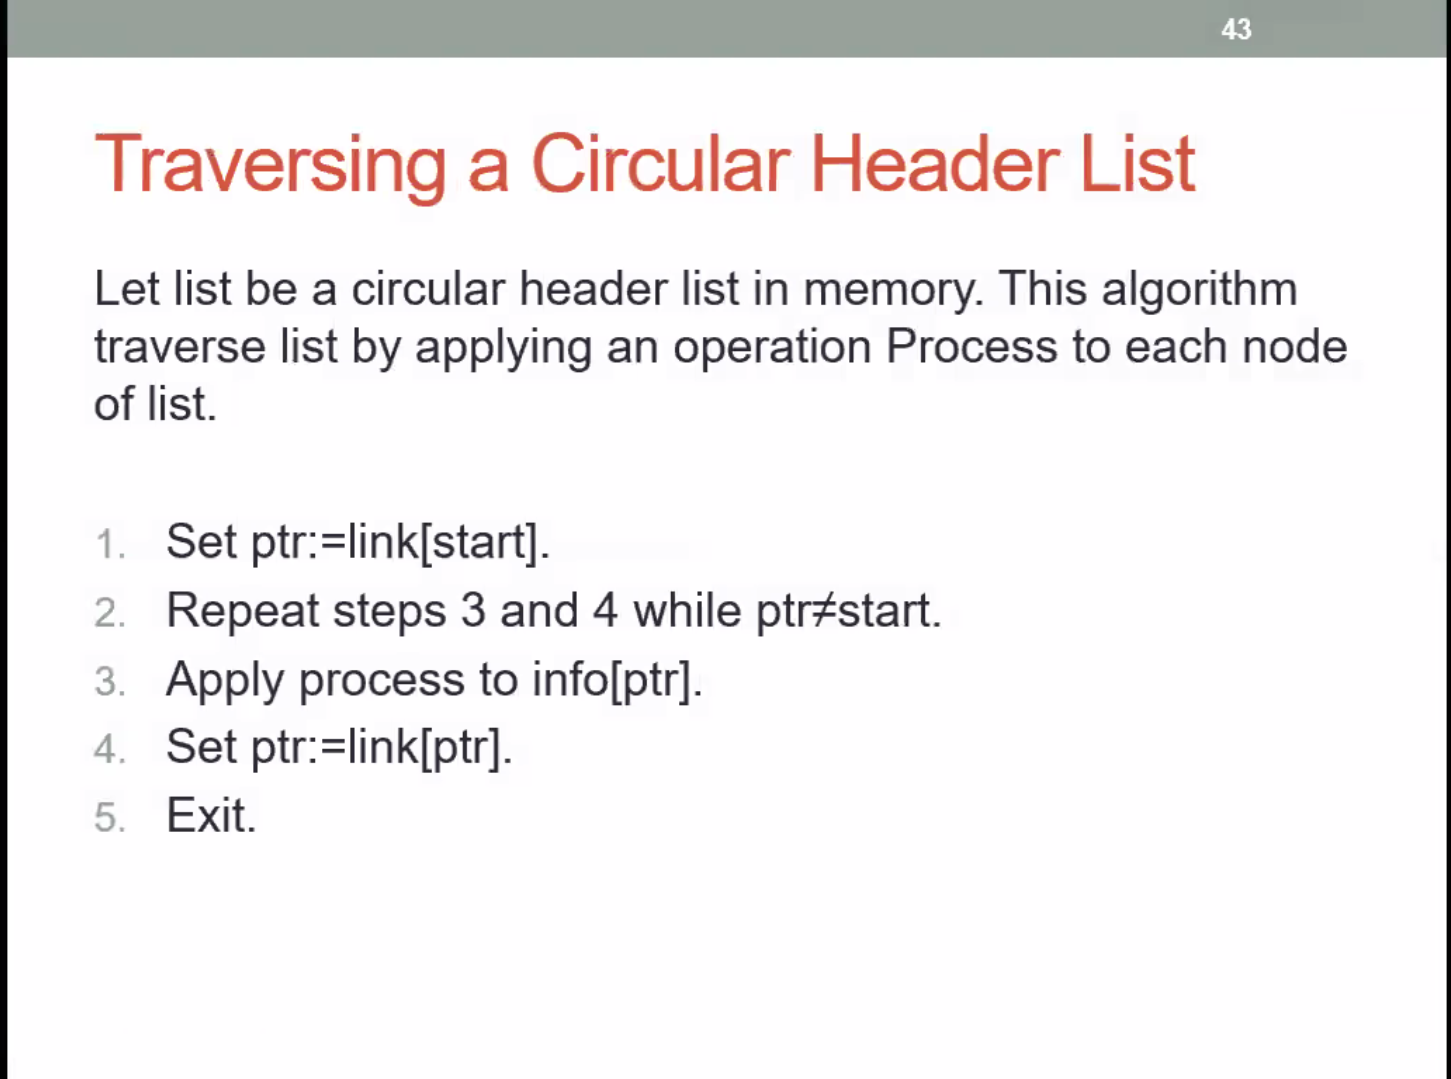 43
Traversing a Circular Header List
Let list be a circular header list in memory. This algorithm
traverse list by applying an operation Process to each node
of list.
1. Set ptr:=link[start].
2. Repeat steps 3 and 4 while ptr≠start.
3. Apply process to info[ptr].
4. Set ptr:=link[ptr].
5. Exit.